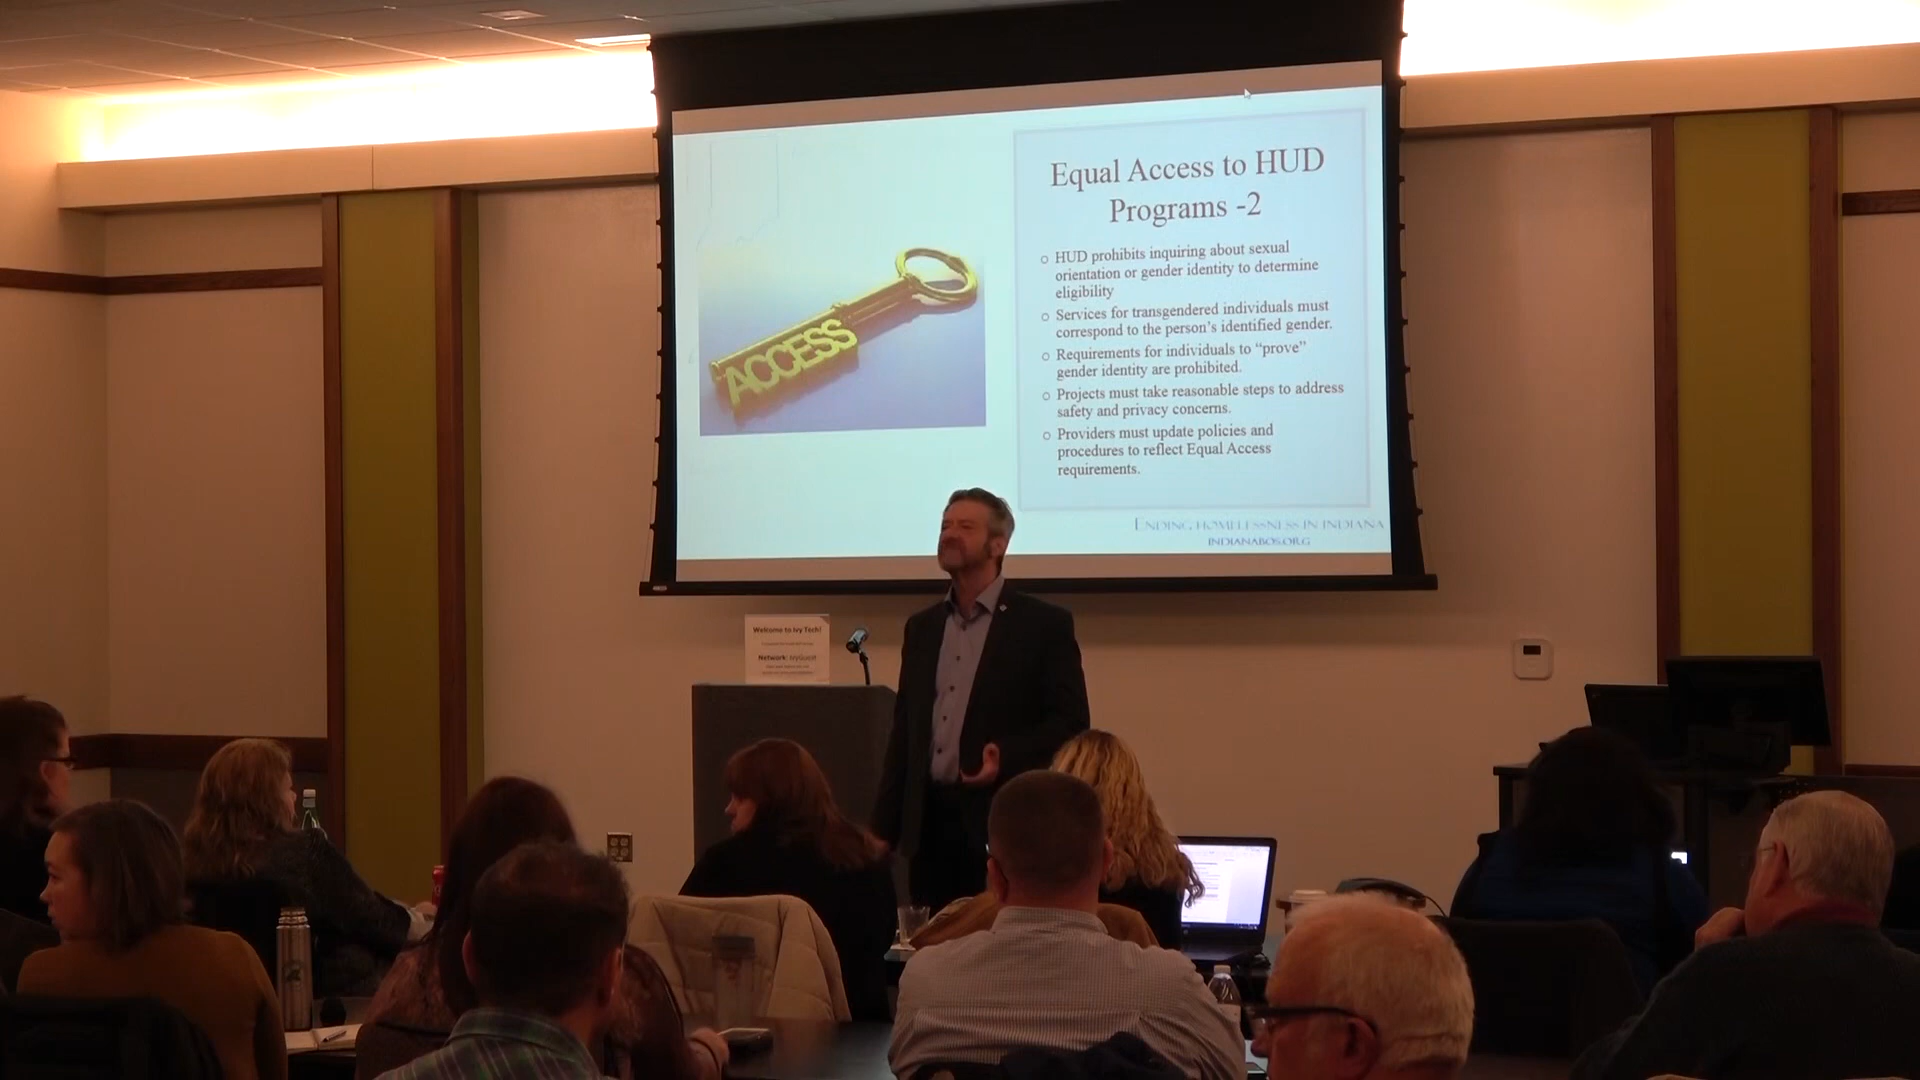 Equal Access to HUD
Programs -2
HUD prohibits inquiring about sexual
orientation or gender identity to determine
eligibility
Services for transgendered individuals must
correspond to the person's identified gender.
Requirements for individuals to “prove”
gender identity are prohibited.
Projects must take reasonable steps to address
safety and privacy concerns.
Providers must update policies and
procedures to reflect Equal Access
requirements.
ENDING HOMELESSNESS IN INDIANA
INDIANABOS.ORG
ACCESS
Welcome to Ivy Tech!
Network: IvyGuest